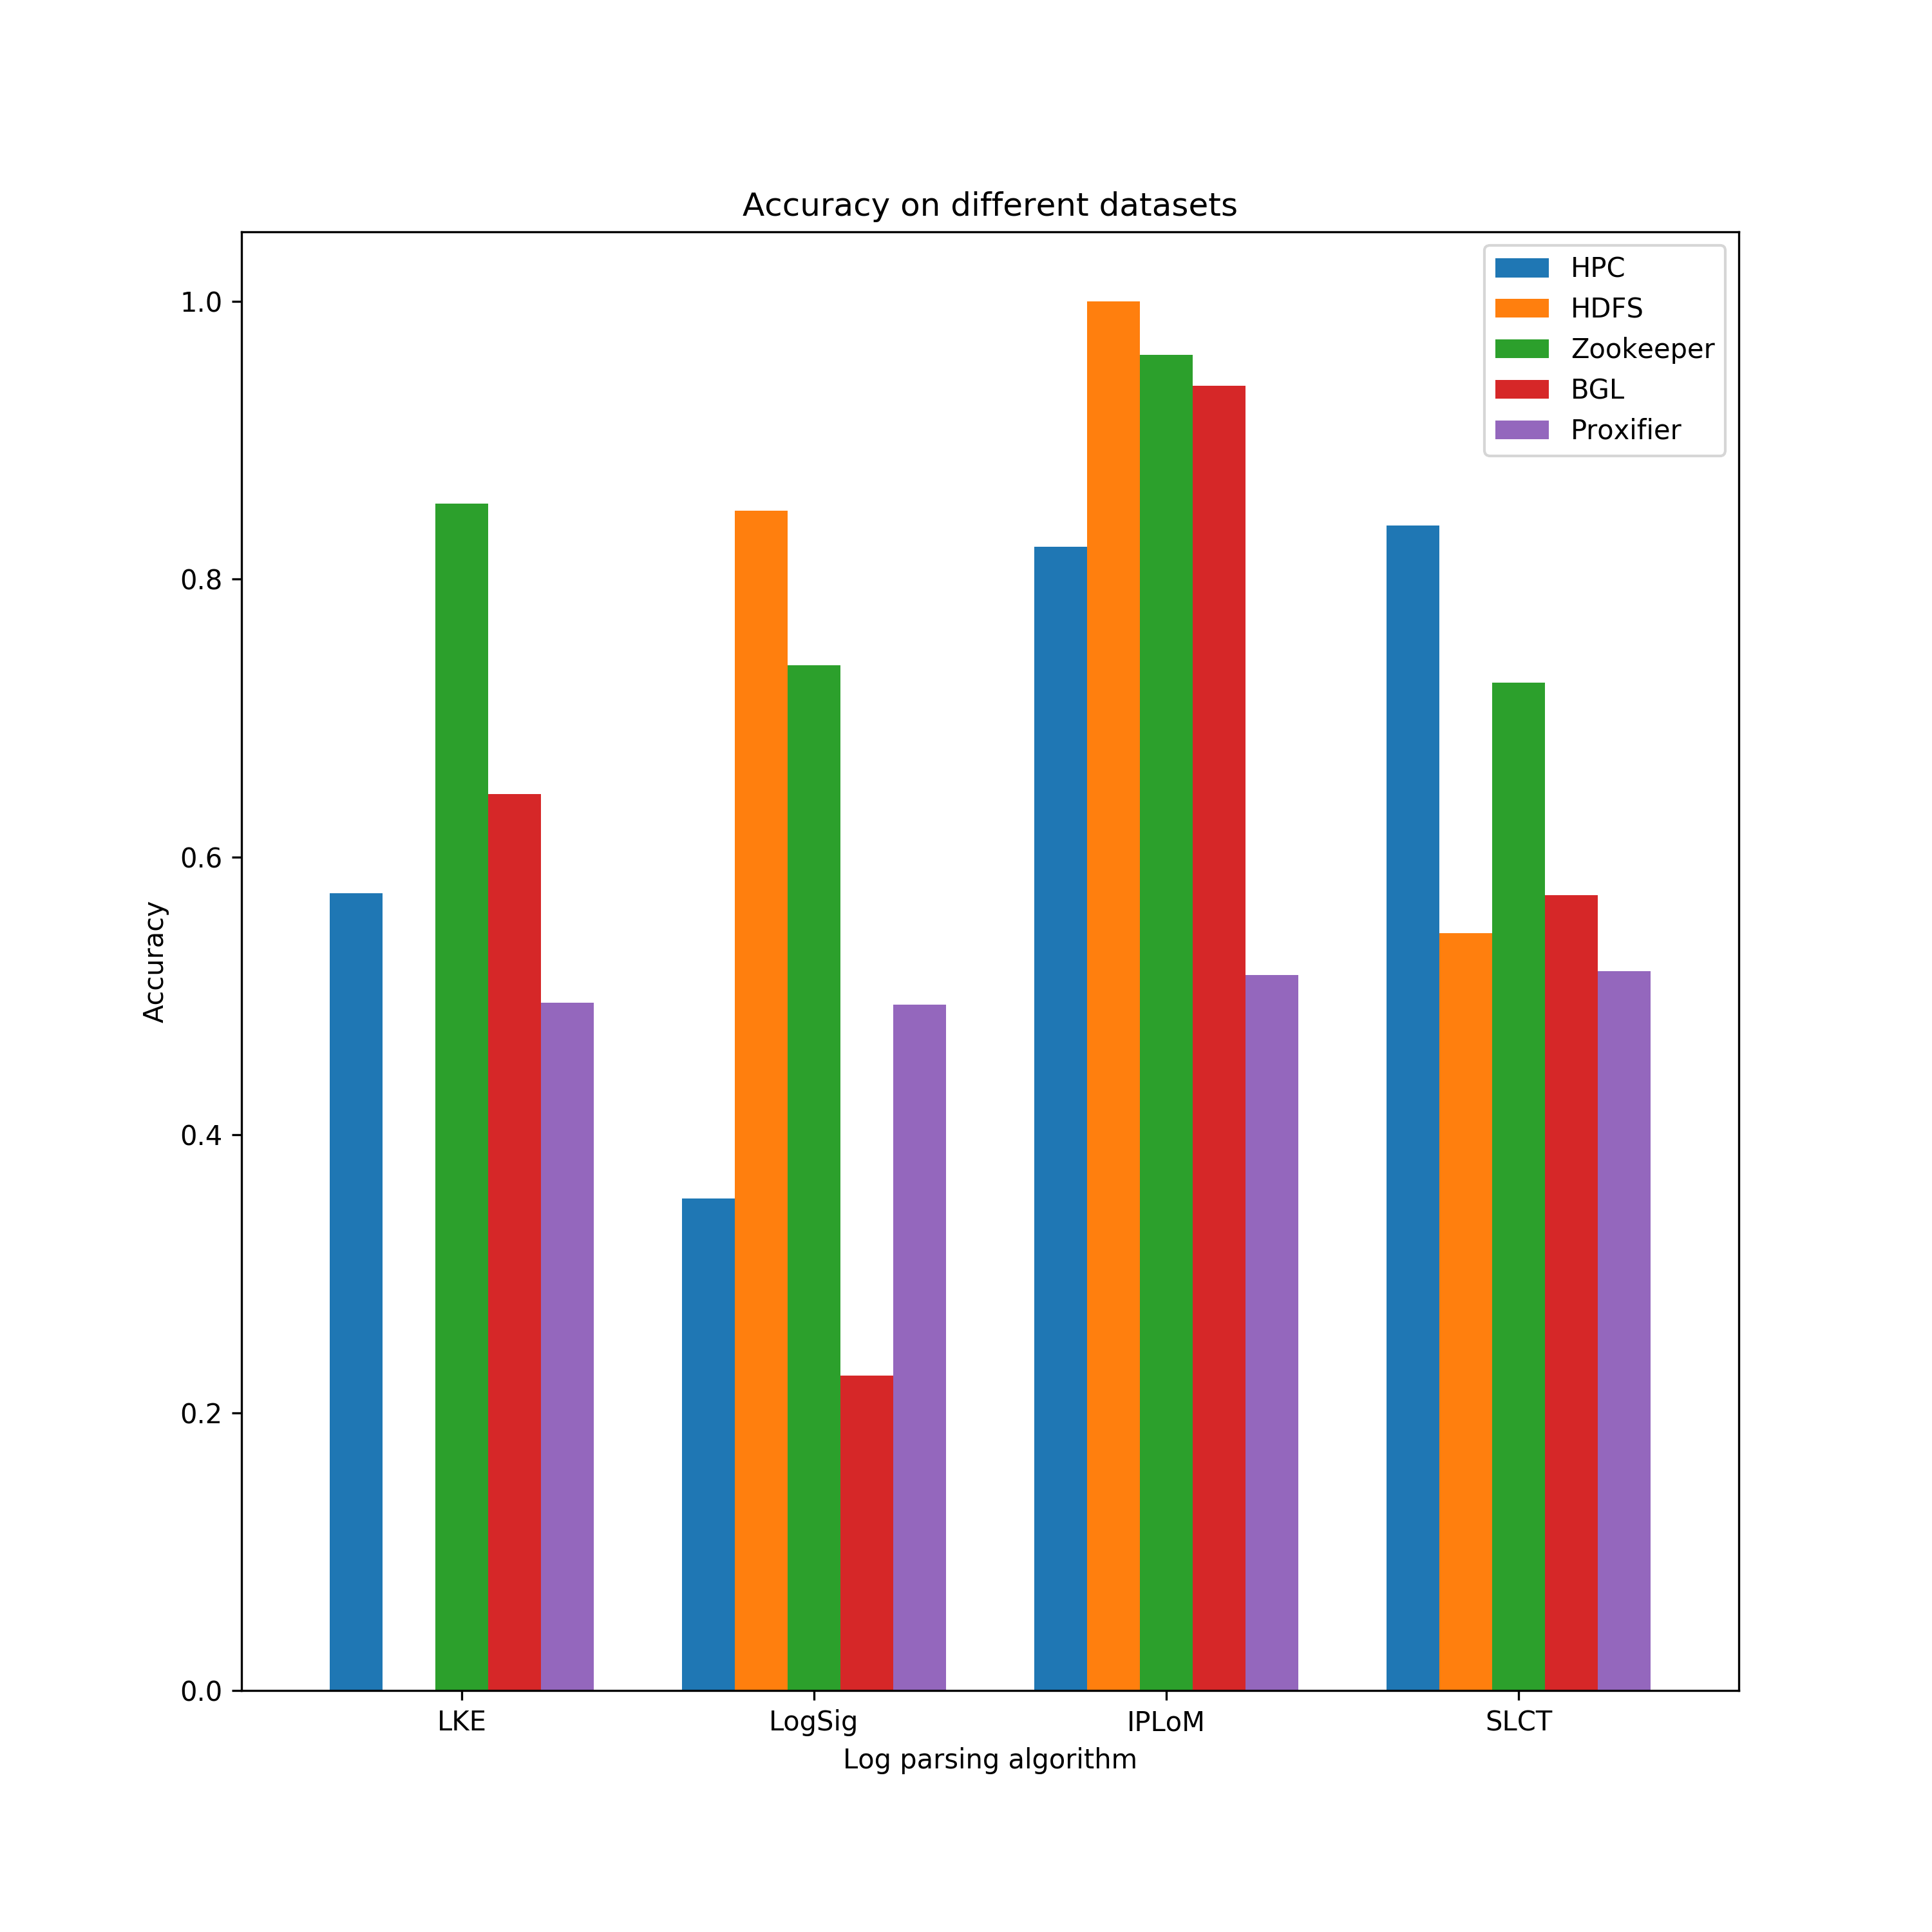 Accuracy on different datasets
HPC
HDFS
Zookeeper
BGL
Proxifier
1.0
0.8
0.6
0.4
0.2
0.0
Accuracy
LKE LogSig IPLoM SLCT
Log parsing algorithm